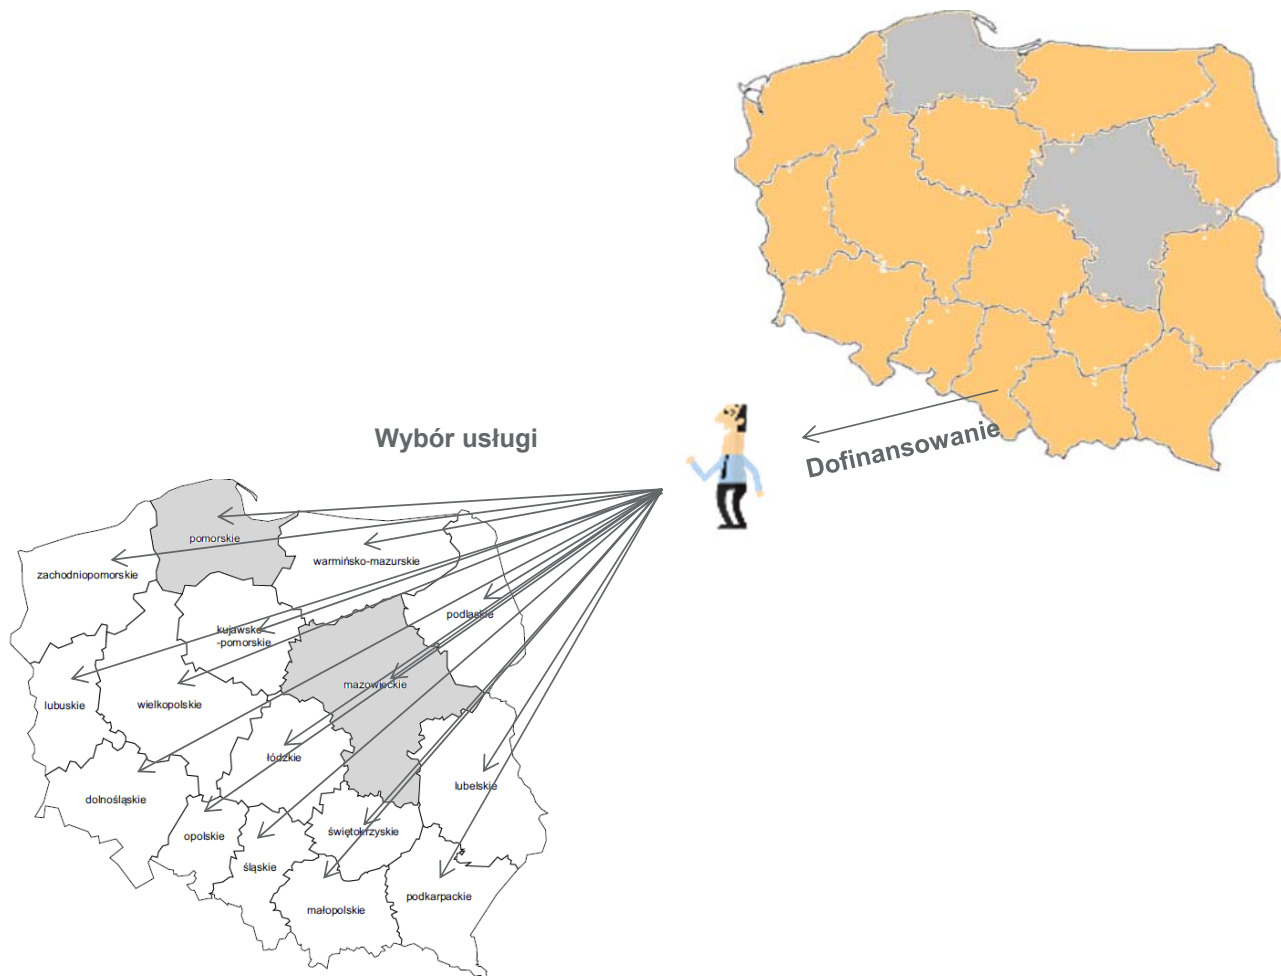 Dofinansowanie
Wybór usługi
pomorskie
warmińsko-mazurskie
zachodniopomorskie
podlaskie
kujawsko-
-pomorskie
mazowieckie
lubuskie
wielkopolskie
łódzkie
lubelskie
dolnośląskie
opolskie
świętokrzyskie
śląskie
podkarpackie
małopolskie